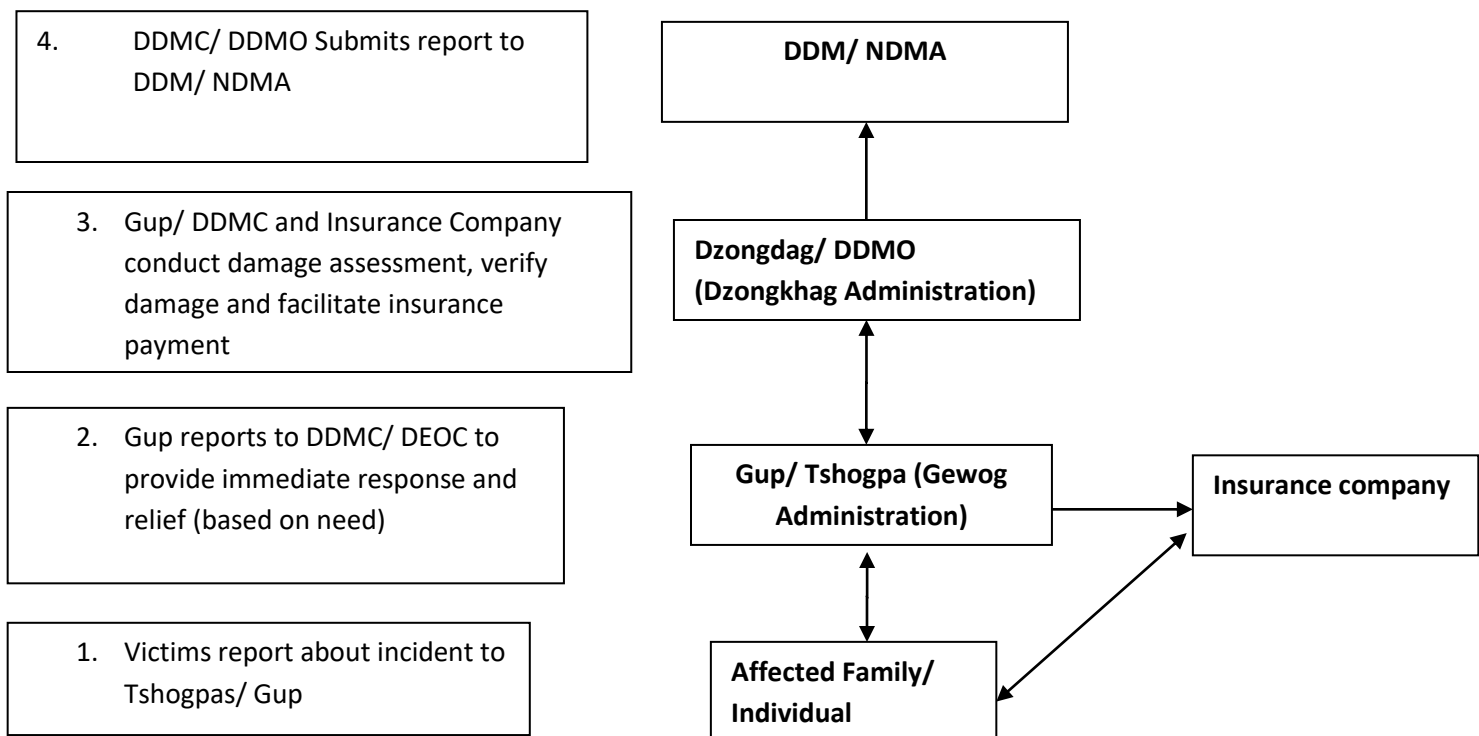 4. DDMC/ DDMO Submits report to
DDM/ NDMA
DDM/ NDMA
3. Gup/ DDMC and Insurance Company
conduct damage assessment, verify
damage and facilitate insurance
payment
Dzongdag/ DDMO
(Dzongkhag Administration)
2. Gup reports to DDMC/ DEOC to
provide immediate response and
relief (based on need)
Gup/ Tshogpa (Gewog
Administration)
Insurance company
1. Victims report about incident to
Tshogpas/ Gup
Affected Family/
Individual